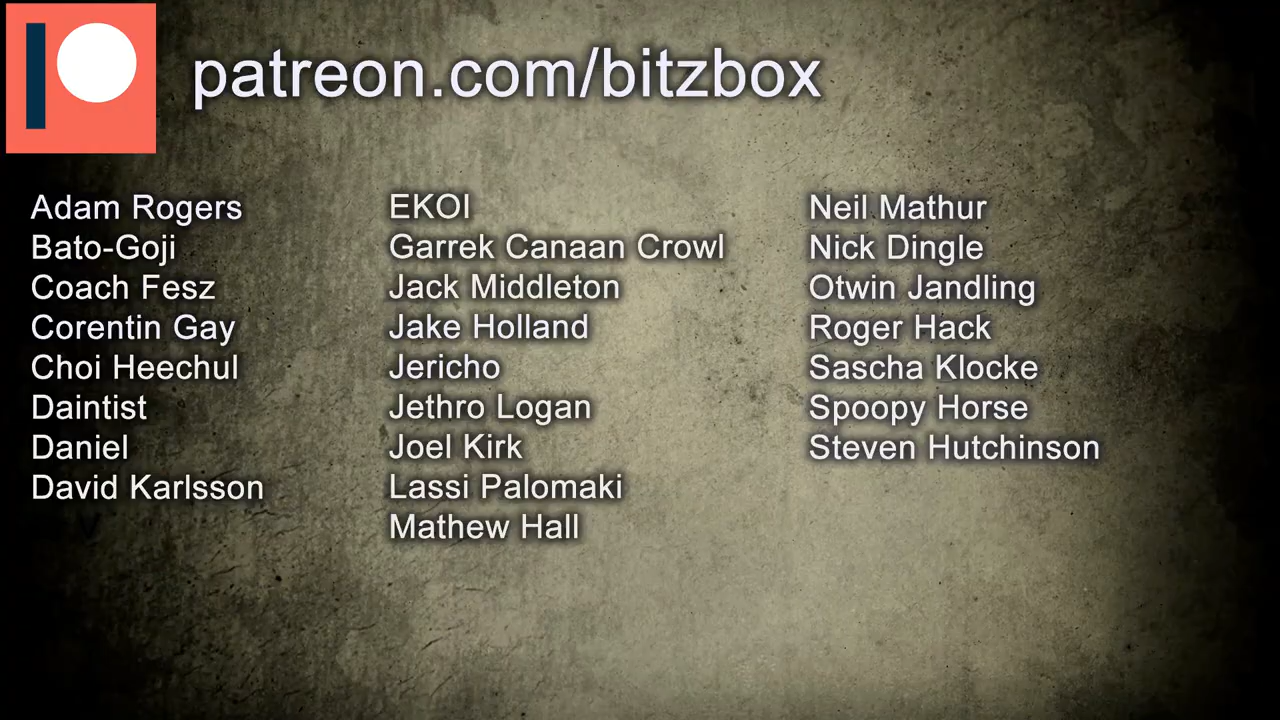 patreon.com/bitzbox
Adam Rogers
Bato-Goji
Coach Fesz
Corentin Gay
Choi Heechul
Daintist
Daniel
David Karlsson
EKOI
Garrek Canaan Crowl
Jack Middleton
Jake Holland
Jericho
Jethro Logan
Joel Kirk
Lassi Palomaki
Mathew Hall
Neil Mathur
Nick Dingle
Otwin Jandling
Roger Hack
Sascha Klocke
Spoopy Horse
Steven Hutchinson